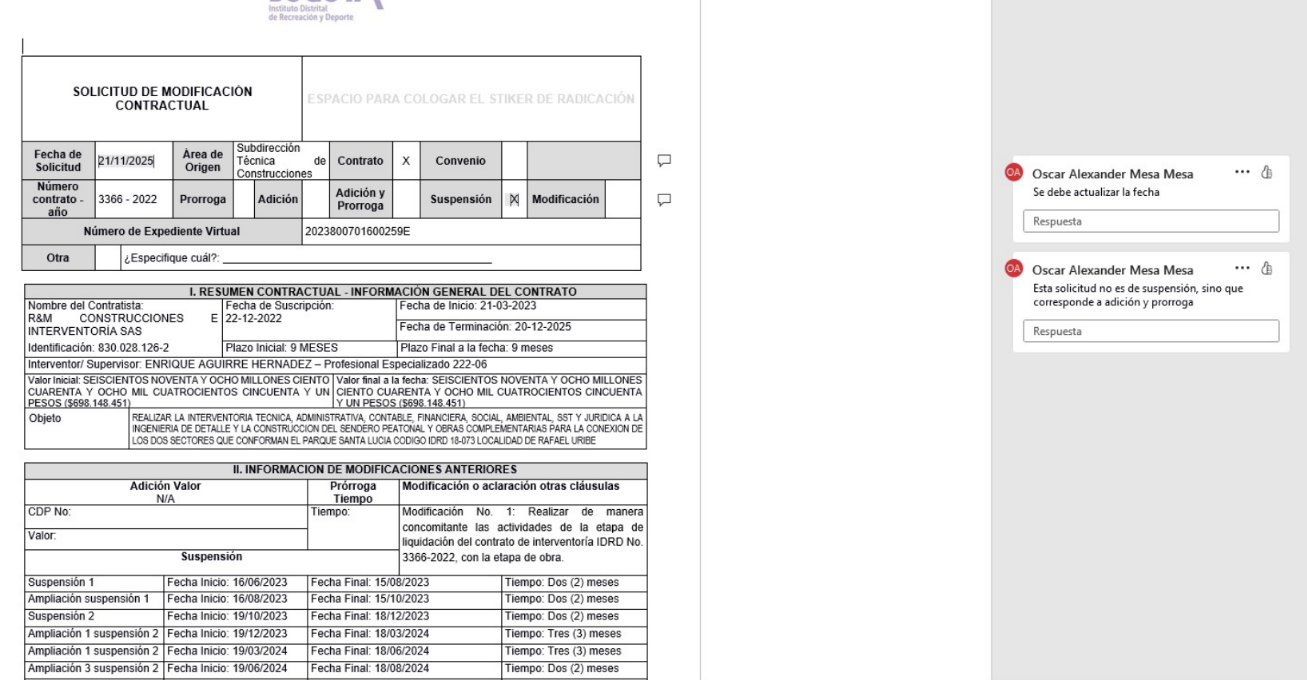 Instituto Distrital
de Recreación y Deporte
SOLICITUD DE MODIFICACIÓN
CONTRACTUAL
ESPACIO PARA COLOGAR EL STIKER DE RADICACIÓN
Fecha de Solicitud 21/11/2025 Área de Origen Subdirección Técnica de Construcciones Contrato X Convenio
Número contrato - año 3366 - 2022 Prorroga Adición Adición y Prorroga Suspensión X Modificación
Número de Expediente Virtual 2023800701600259E
Otra ¿Especifique cuál?:
I. RESUMEN CONTRACTUAL - INFORMACIÓN GENERAL DEL CONTRATO
Nombre del Contratista:
R&M CONSTRUCCIONES E
INTERVENTORÍA SAS
Fecha de Suscripción:
22-12-2022
Fecha de Inicio: 21-03-2023
Fecha de Terminación: 20-12-2025
Identificación: 830.028.126-2 Plazo Inicial: 9 MESES Plazo Final a la fecha: 9 meses
Interventor/ Supervisor: ENRIQUE AGUIRRE HERNADEZ – Profesional Especializado 222-06
Valor Inicial: SEISCIENTOS NOVENTA Y OCHO MILLONES CIENTO
CUARENTA Y OCHO MIL CUATROCIENTOS CINCUENTA Y UN
PESOS ($698.148.451)
Valor final a la fecha: SEISCIENTOS NOVENTA Y OCHO MILLONES
CIENTO CUARENTA Y OCHO MIL CUATROCIENTOS CINCUENTA
Y UN PESOS ($698.148.451)
Objeto
REALIZAR LA INTERVENTORIA TECNICA, ADMINISTRATIVA, CONTABLE, FINANCIERA, SOCIAL, AMBIENTAL, SST Y JURIDICA A LA
INGENIERIA DE DETALLE Y LA CONSTRUCCION DEL SENDERO PEATONAL Y OBRAS COMPLEMENTARIAS PARA LA CONEXION DE
LOS DOS SECTORES QUE CONFORMAN EL PARQUE SANTA LUCIA CODIGO IDRD 18-073 LOCALIDAD DE RAFAEL URIBE
II. INFORMACION DE MODIFICACIONES ANTERIORES
Adición Valor
N/A
Prórroga
Tiempo
Modificación o aclaración otras cláusulas
CDP No:
Valor:
Tiempo:
Modificación No. 1: Realizar de manera
concomitante las actividades de la etapa de
liquidación del contrato de interventoría IDRD No.
3366-2022, con la etapa de obra.
Suspensión
Suspensión 1 Fecha Inicio: 16/06/2023 Fecha Final: 15/08/2023 Tiempo: Dos (2) meses
Ampliación suspensión 1 Fecha Inicio: 16/08/2023 Fecha Final: 15/10/2023 Tiempo: Dos (2) meses
Suspensión 2 Fecha Inicio: 19/10/2023 Fecha Final: 18/12/2023 Tiempo: Dos (2) meses
Ampliación 1 suspensión 2 Fecha Inicio: 19/12/2023 Fecha Final: 18/03/2024 Tiempo: Tres (3) meses
Ampliación 1 suspensión 2 Fecha Inicio: 19/03/2024 Fecha Final: 18/06/2024 Tiempo: Tres (3) meses
Ampliación 3 suspensión 2 Fecha Inicio: 19/06/2024 Fecha Final: 18/08/2024 Tiempo: Dos (2) meses
OA Oscar Alexander Mesa Mesa
Se debe actualizar la fecha
Respuesta
OA Oscar Alexander Mesa Mesa
Esta solicitud no es de suspensión, sino que
corresponde a adición y prorroga
Respuesta